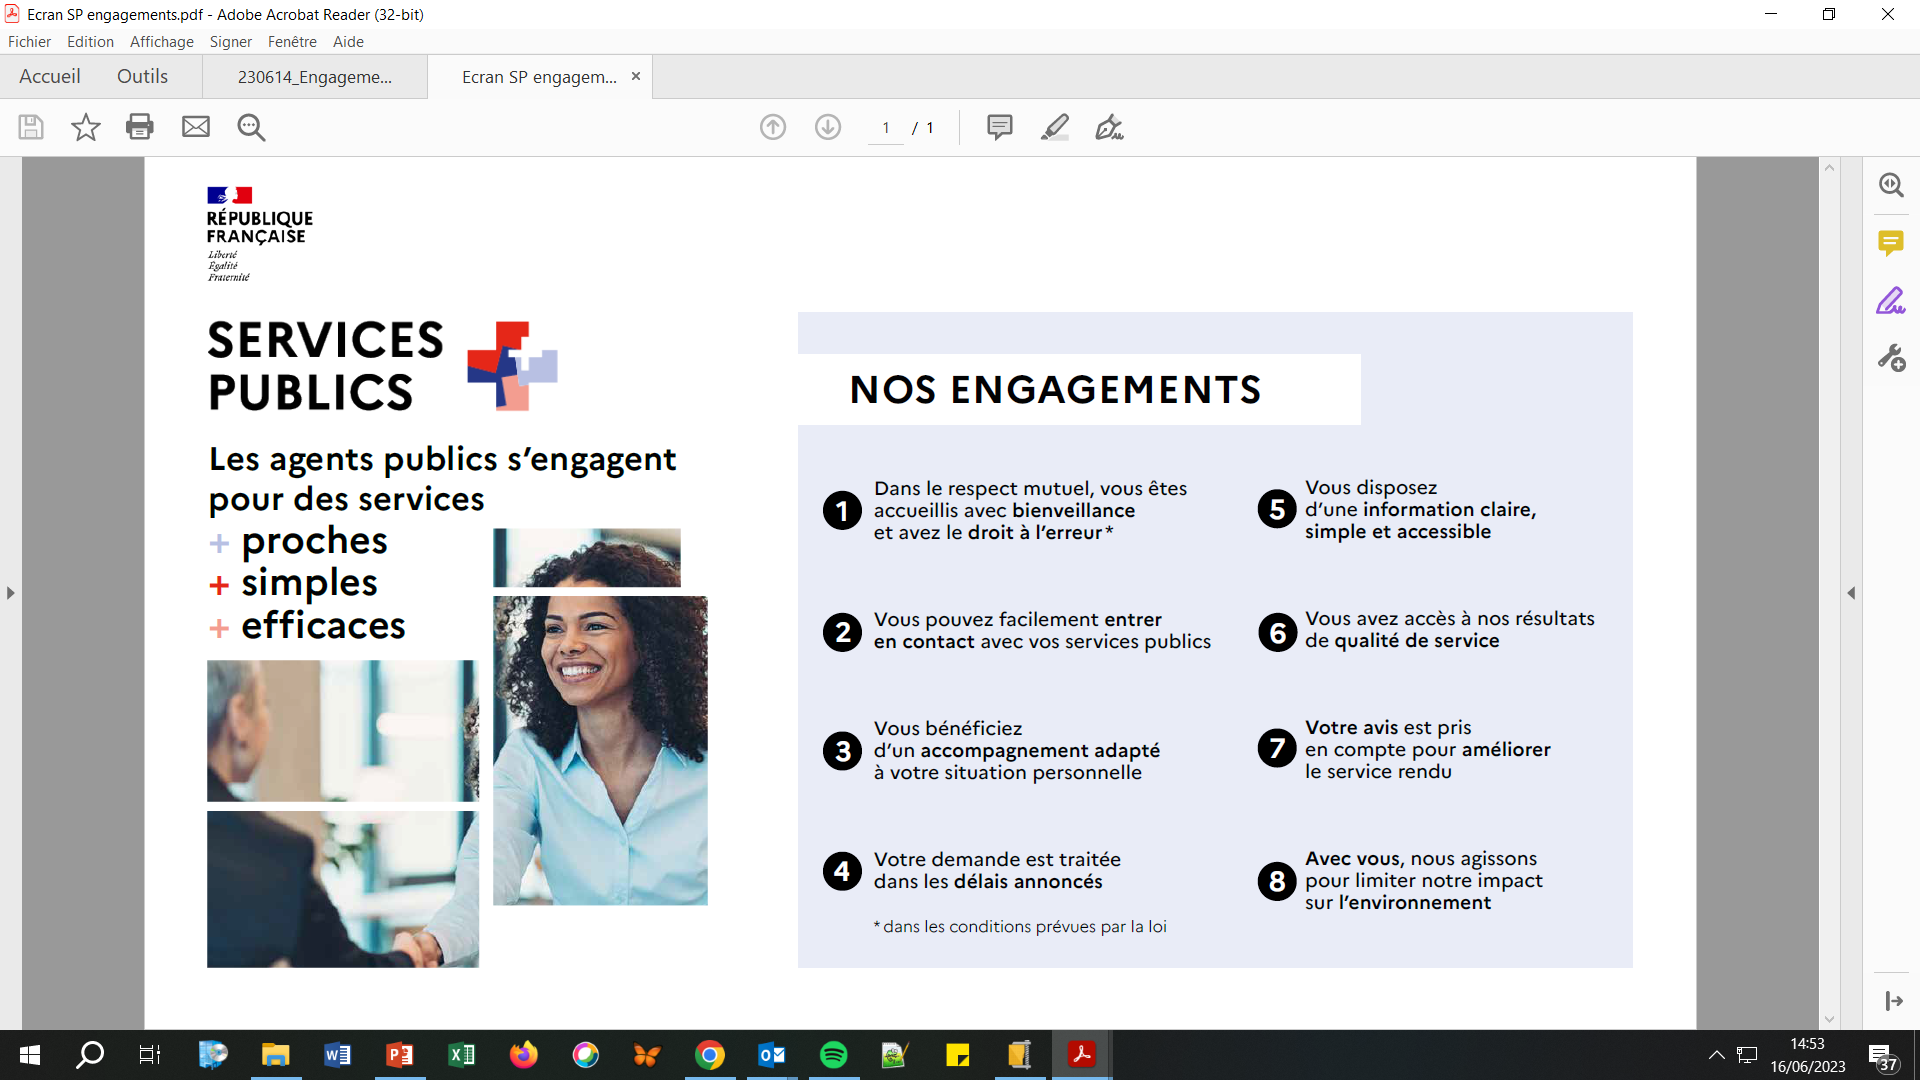 Ecran SP engagements.pdf - Adobe Acrobat Reader (32-bit)
Fichier Edition Affichage Signer Fenêtre Aide
Accueil Outils 230614_Engageme... Ecran SP engagem... ×
1 / 1
RÉPUBLIQUE
FRANÇAISE
Liberté
Égalité
Fraternité
SERVICES
PUBLICS
Les agents publics s’engagent
pour des services
+ proches
+ simples
+ efficaces
NOS ENGAGEMENTS
1
Dans le respect mutuel, vous êtes
accueillis avec bienveillance
et avez le droit à l’erreur*
2
Vous pouvez facilement entrer
en contact avec vos services publics
3
Vous bénéficiez
d’un accompagnement adapté
à votre situation personnelle
4
Votre demande est traitée
dans les délais annoncés
* dans les conditions prévues par la loi
5
Vous disposez
d’une information claire,
simple et accessible
6
Vous avez accès à nos résultats
de qualité de service
7
Votre avis est pris
en compte pour améliorer
le service rendu
8
Avec vous, nous agissons
pour limiter notre impact
sur l’environnement
14:53
16/06/2023
37